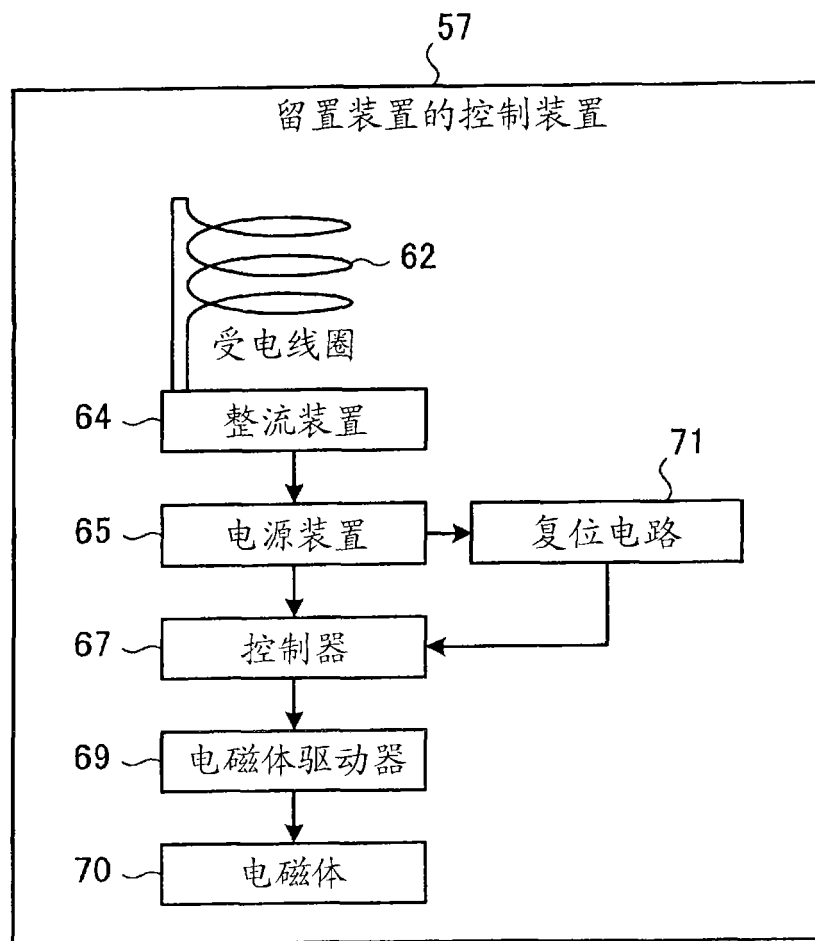 57
留置装置的控制装置
62
受电线圈
64
整流装置
71
65
电源装置
复位电路
67
控制器
69
电磁体驱动器
70
电磁体